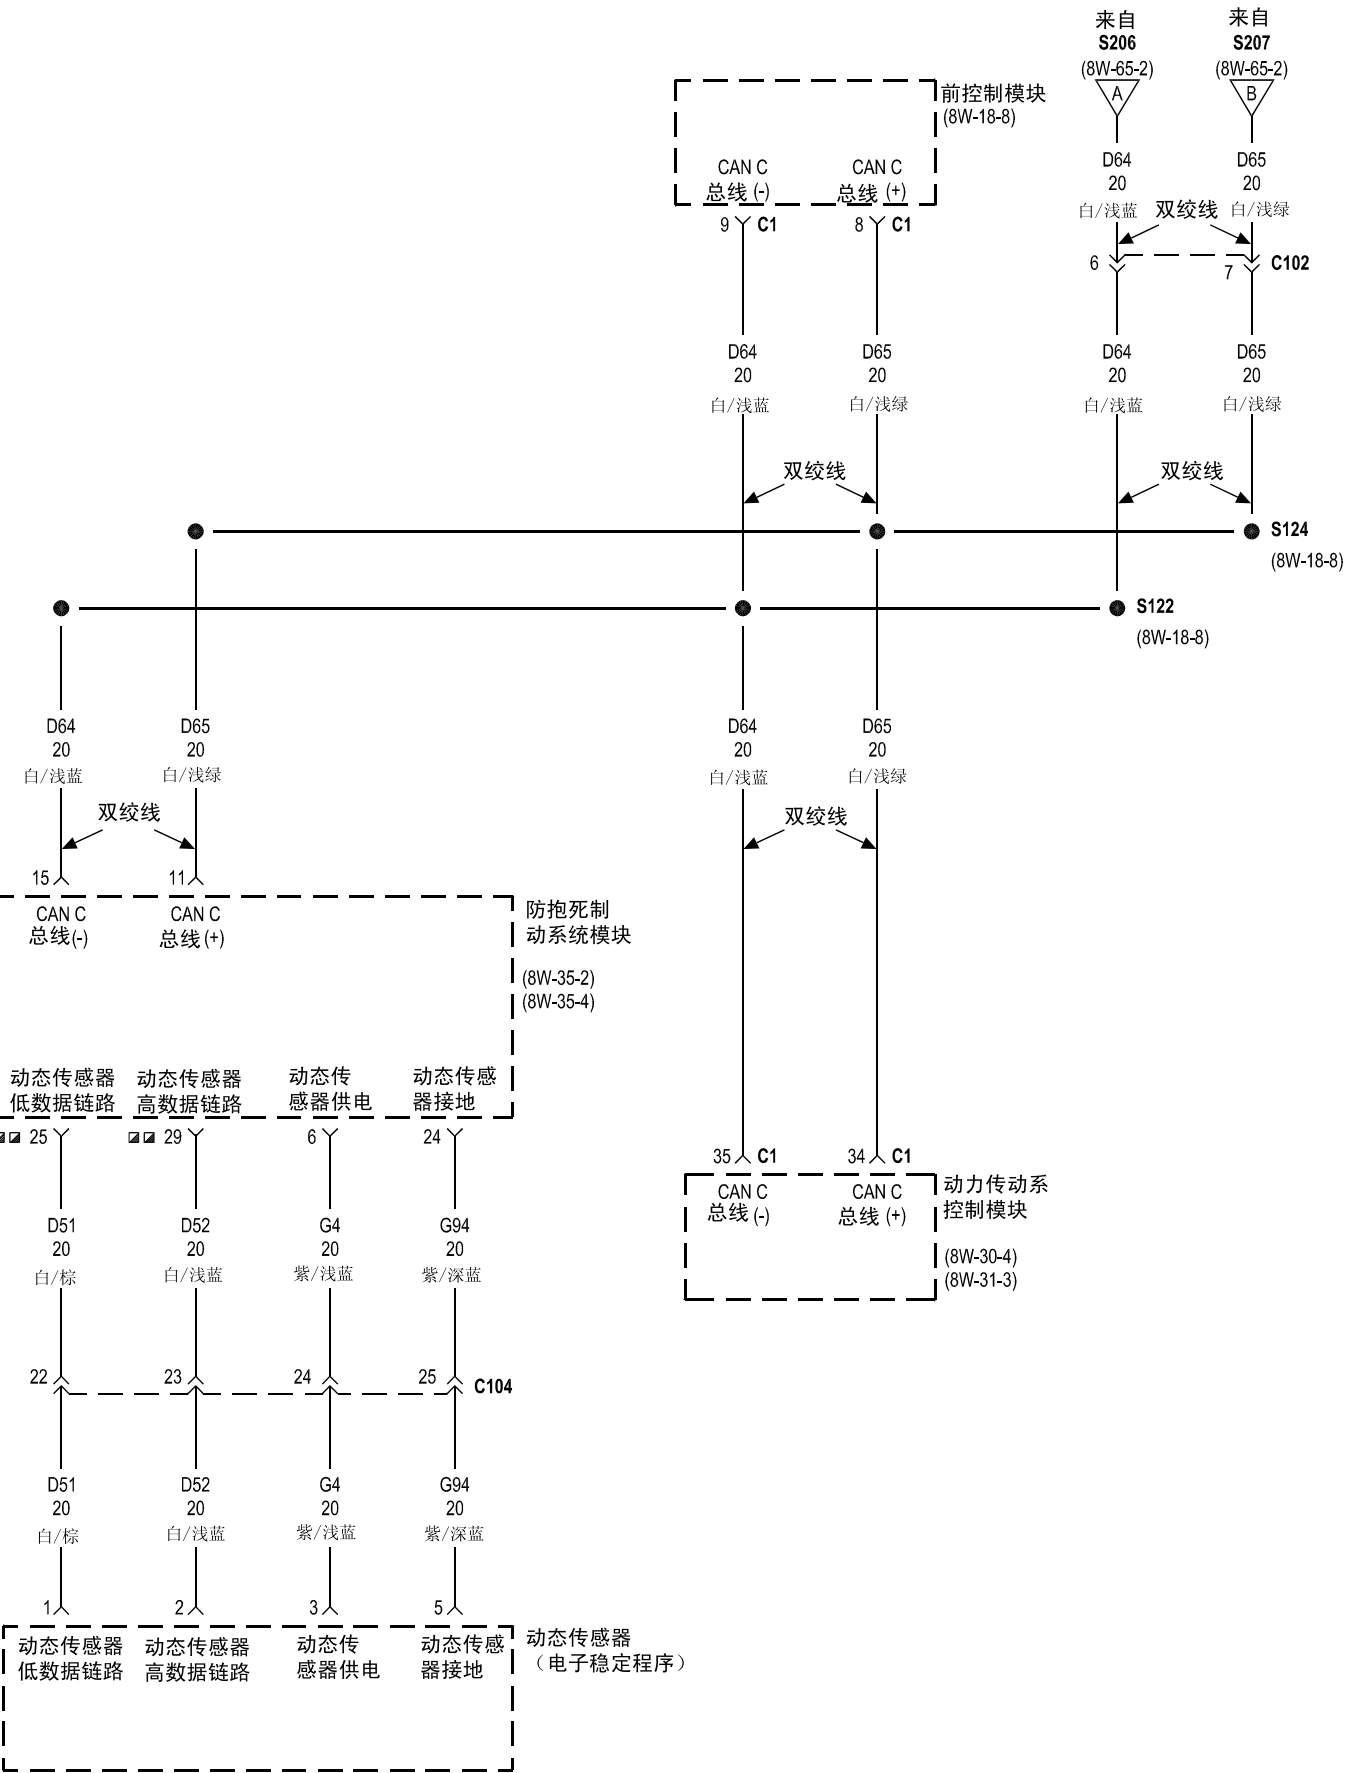 来自
S206
(8W-65-2)
A
来自
S207
(8W-65-2)
B
前控制模块
(8W-18-8)
CAN C
总线 (-)
CAN C
总线 (+)
9
C1
8
C1
D64
20
白/浅蓝
双绞线
D65
20
白/浅绿
6
7
C102
D64
20
白/浅蓝
D65
20
白/浅绿
D64
20
白/浅蓝
D65
20
白/浅绿
双绞线
双绞线
S124
(8W-18-8)
S122
(8W-18-8)
D64
20
白/浅蓝
D65
20
白/浅绿
D64
20
白/浅蓝
D65
20
白/浅绿
双绞线
双绞线
15
11
CAN C
总线(-)
CAN C
总线(+)
防抱死制
动系统模块
(8W-35-2)
(8W-35-4)
动态传感器
低数据链路
动态传感器
高数据链路
动态传
感器供电
动态传感
器接地
25
29
6
24
35
C1
34
C1
CAN C
总线 (-)
CAN C
总线 (+)
动力传动系
控制模块
(8W-30-4)
(8W-31-3)
D51
20
白/棕
D52
20
白/浅蓝
G4
20
紫/浅蓝
G94
20
紫/深蓝
22
23
24
25
C104
D51
20
白/棕
D52
20
白/浅蓝
G4
20
紫/浅蓝
G94
20
紫/深蓝
1
2
3
5
动态传感器
低数据链路
动态传感器
高数据链路
动态传
感器供电
动态传感
器接地
动态传感器
（电子稳定程序）